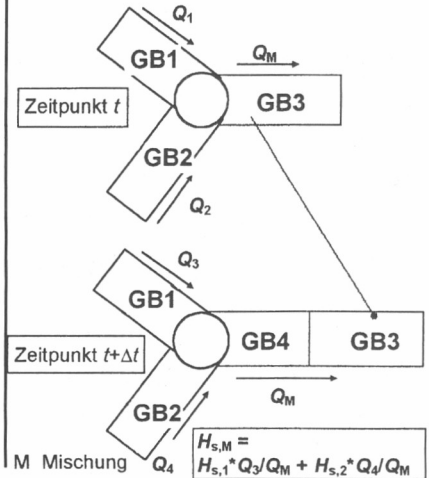 Q1
GB1
QM
Zeitpunkt t
GB3
GB2
Q2
Q3
GB1
Zeitpunkt t+Δt
GB4 GB3
GB2
QM
Hs,M =
M Mischung Q4 Hs,1*Q3/QM + Hs,2*Q4/QM